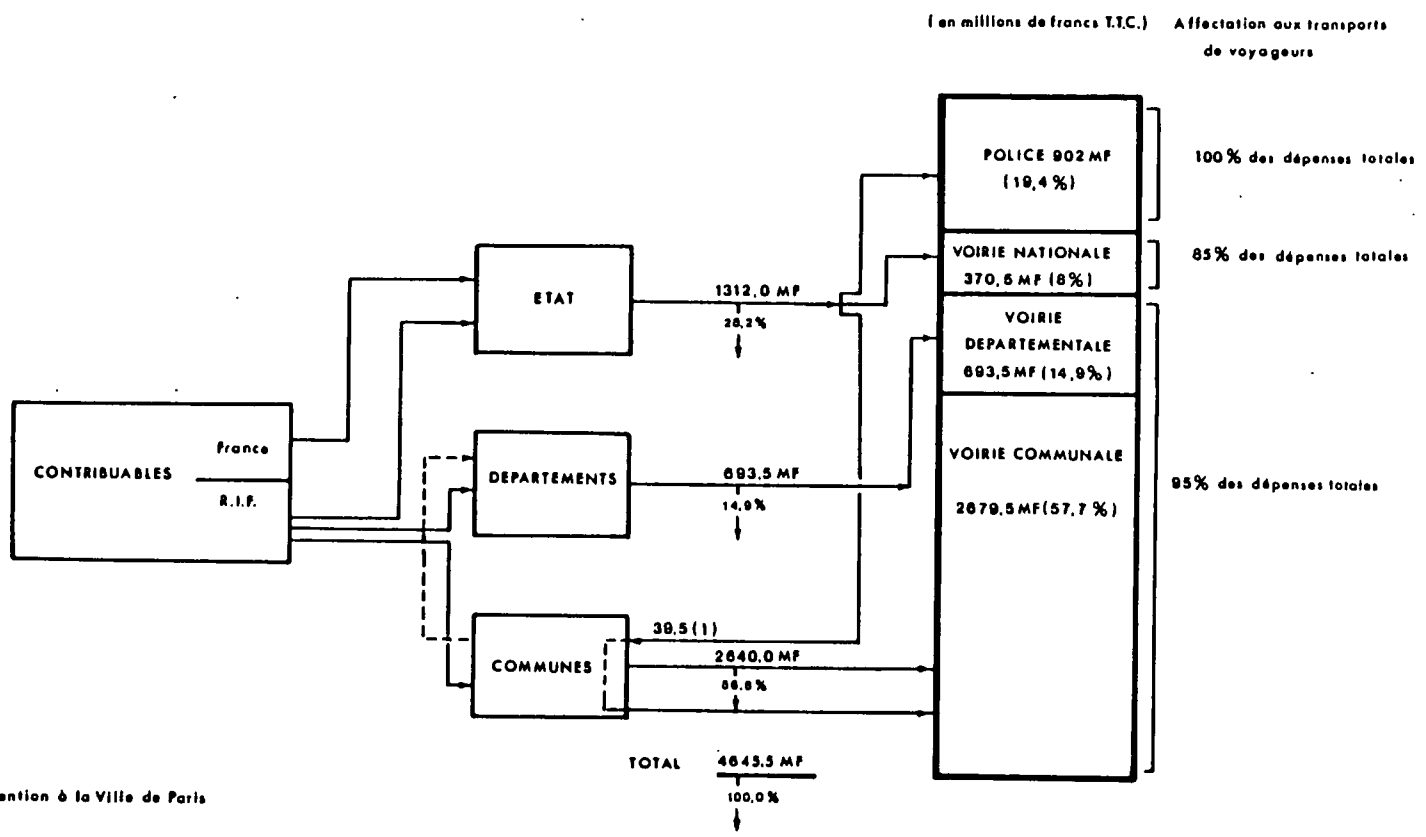 (en millions de francs T.T.C.) Affectation aux transports
de voyageurs
POLICE 902 MF
(19,4%)
100% des dépenses totales
VOIRIE NATIONALE
370,5 MF (8%)
85% des dépenses totales
ETAT
1312,0 MF
28,2%
VOIRIE
DEPARTEMENTALE
693,5 MF (14,9%)
CONTRIBUABLES
France
R.I.F.
DEPARTEMENTS
693,5 MF
14,9%
VOIRIE COMMUNALE
2679,5 MF (57,7 %)
95% des dépenses totales
COMMUNES
39,5 (1)
2640,0 MF
56,8%
TOTAL 4645,5 MF
100,0%
ention à la Ville de Paris